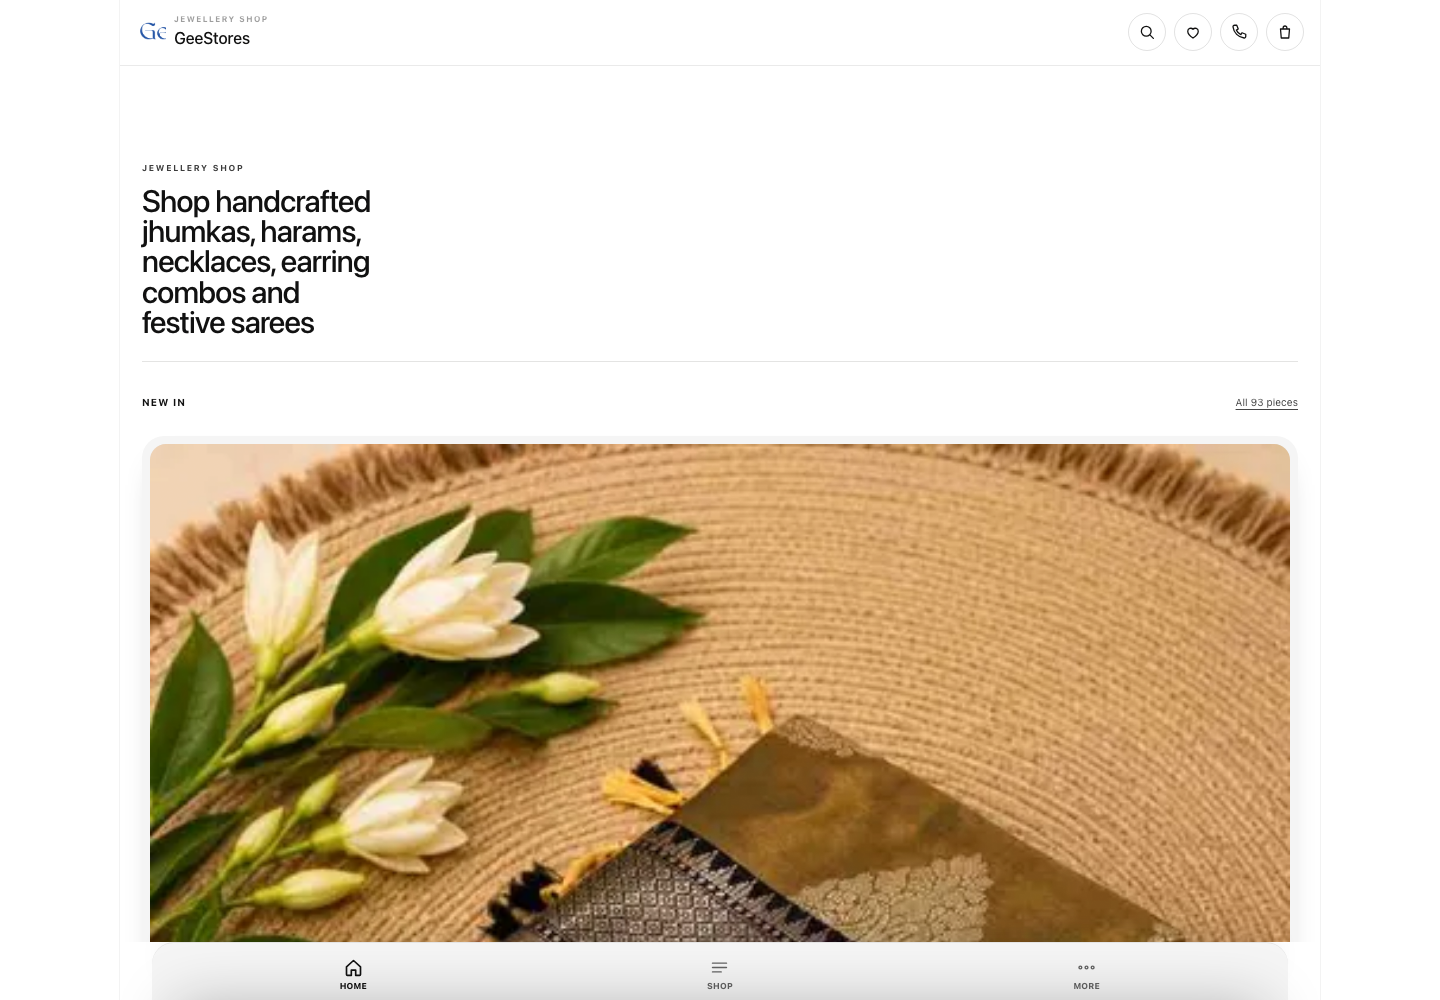 Ge
JEWELLERY SHOP
GeeStores
JEWELLERY SHOP
Shop handcrafted
jhumkas, harams,
necklaces, earring
combos and
festive sarees
NEW IN
All 93 pieces
HOME
SHOP
MORE